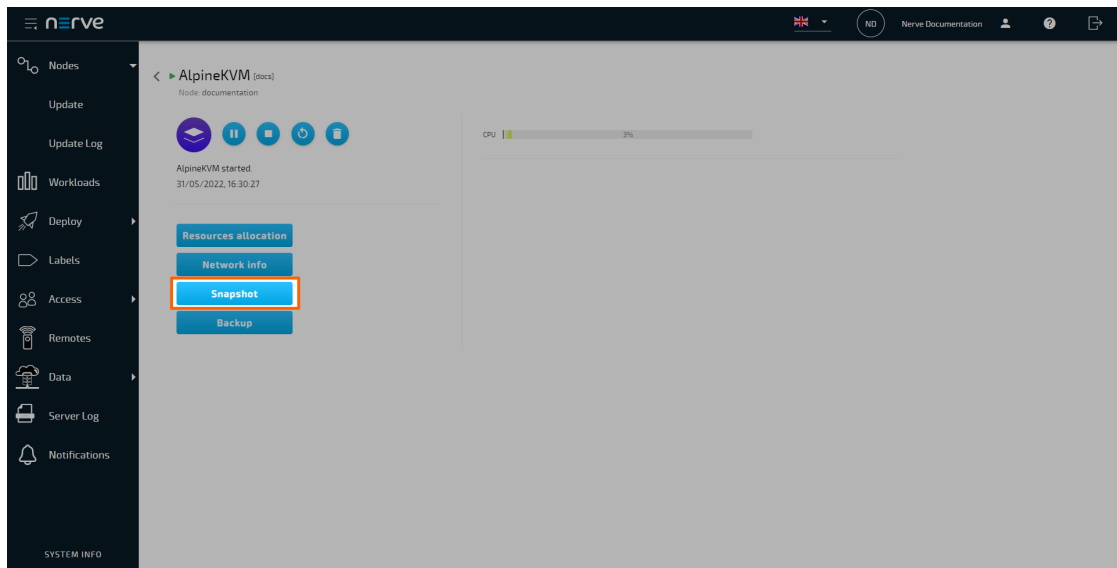 nerve
ND
Nerve Documentation
?
Nodes
Update
Update Log
Workloads
Deploy
Labels
Access
Remotes
Data
Server Log
Notifications
SYSTEM INFO
AlpineKVM [docs]
Node: documentation
AlpineKVM started.
31/05/2022, 16:30:27
Resources allocation
Network info
Snapshot
Backup
CPU 3%